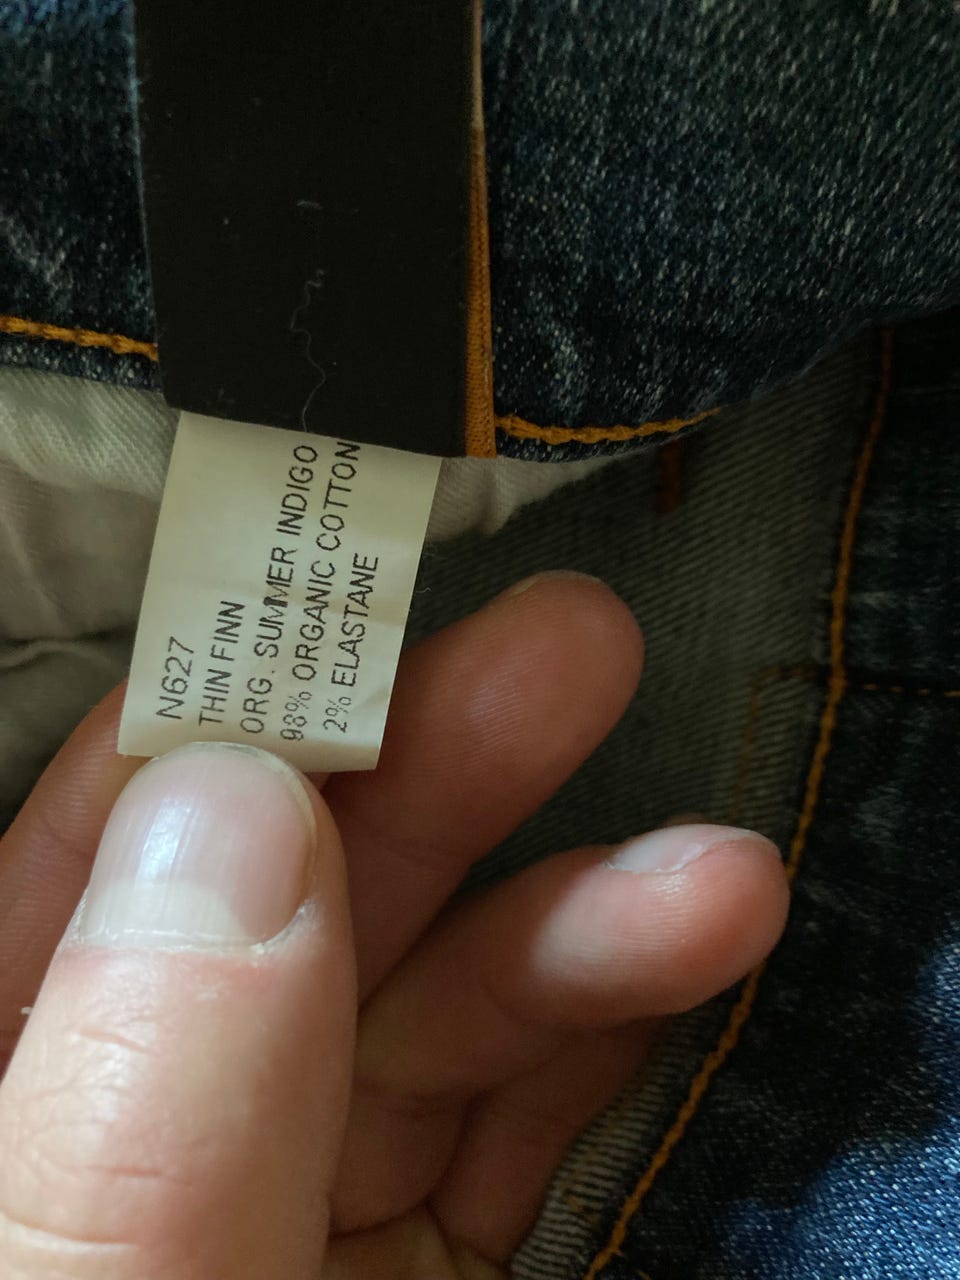 N627
THIN FINN
ORG. SUMMER INDIGO
98% ORGANIC COTTON
2% ELASTANE